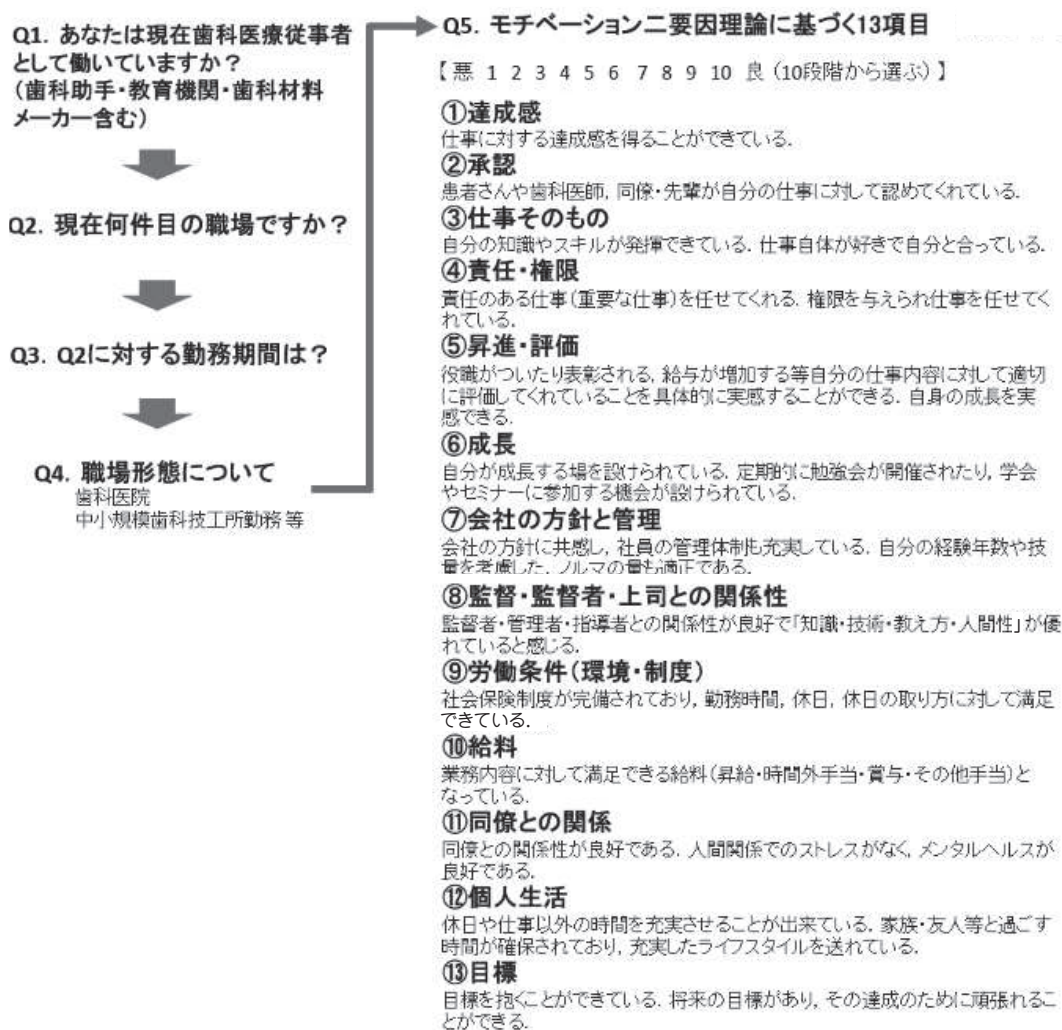 Q1. あなたは現在歯科医療従事者
として働いていますか？
(歯科助手・教育機関・歯科材料
メーカー含む)
Q2. 現在何件目の職場ですか？
Q3. Q2に対する勤務期間は？
Q4. 職場形態について
歯科医院
中小規模歯科技工所勤務 等
Q5. モチベーション二要因理論に基づく13項目
【 悪 1 2 3 4 5 6 7 8 9 10 良 (10段階から選ぶ) 】
①達成感
仕事に対する達成感を得ることができている.
②承認
患者さんや歯科医師, 同僚・先輩が自分の仕事に対して認めてくれている.
③仕事そのもの
自分の知識やスキルが発揮できている. 仕事自体が好きで自分と合っている.
④責任・権限
責任のある仕事(重要な仕事)を任せてくれる. 権限を与えられ仕事を任せてく
れている.
⑤昇進・評価
役職がついたり表彰される, 給与が増加する等自分の仕事内容に対して適切
に評価してくれていることを具体的に実感することができる. 自身の成長を実
感できる.
⑥成長
自分が成長する場を設けられている. 定期的に勉強会が開催されたり, 学会
やセミナーに参加する機会が設けられている.
⑦会社の方針と管理
会社の方針に共感し, 社員の管理体制も充実している. 自分の経験年数や技
量を考慮した, ノルマの量も適正である.
⑧監督・監督者・上司との関係性
監督者・管理者・指導者との関係性が良好で「知識・技術・教え方・人間性」が優
れていると感じる.
⑨労働条件(環境・制度)
社会保険制度が完備されており, 勤務時間, 休日, 休日の取り方に対して満足
できている.
⑩給料
業務内容に対して満足できる給料(昇給・時間外手当・賞与・その他手当)と
なっている.
⑪同僚との関係
同僚との関係性が良好である. 人間関係でのストレスがなく, メンタルヘルスが
良好である.
⑫個人生活
休日や仕事以外の時間を充実させることが出来ている. 家族・友人等と過ごす
時間が確保されており, 充実したライフスタイルを送れている.
⑬目標
目標を抱くことができている. 将来の目標があり, その達成のために頑張れるこ
とができる.